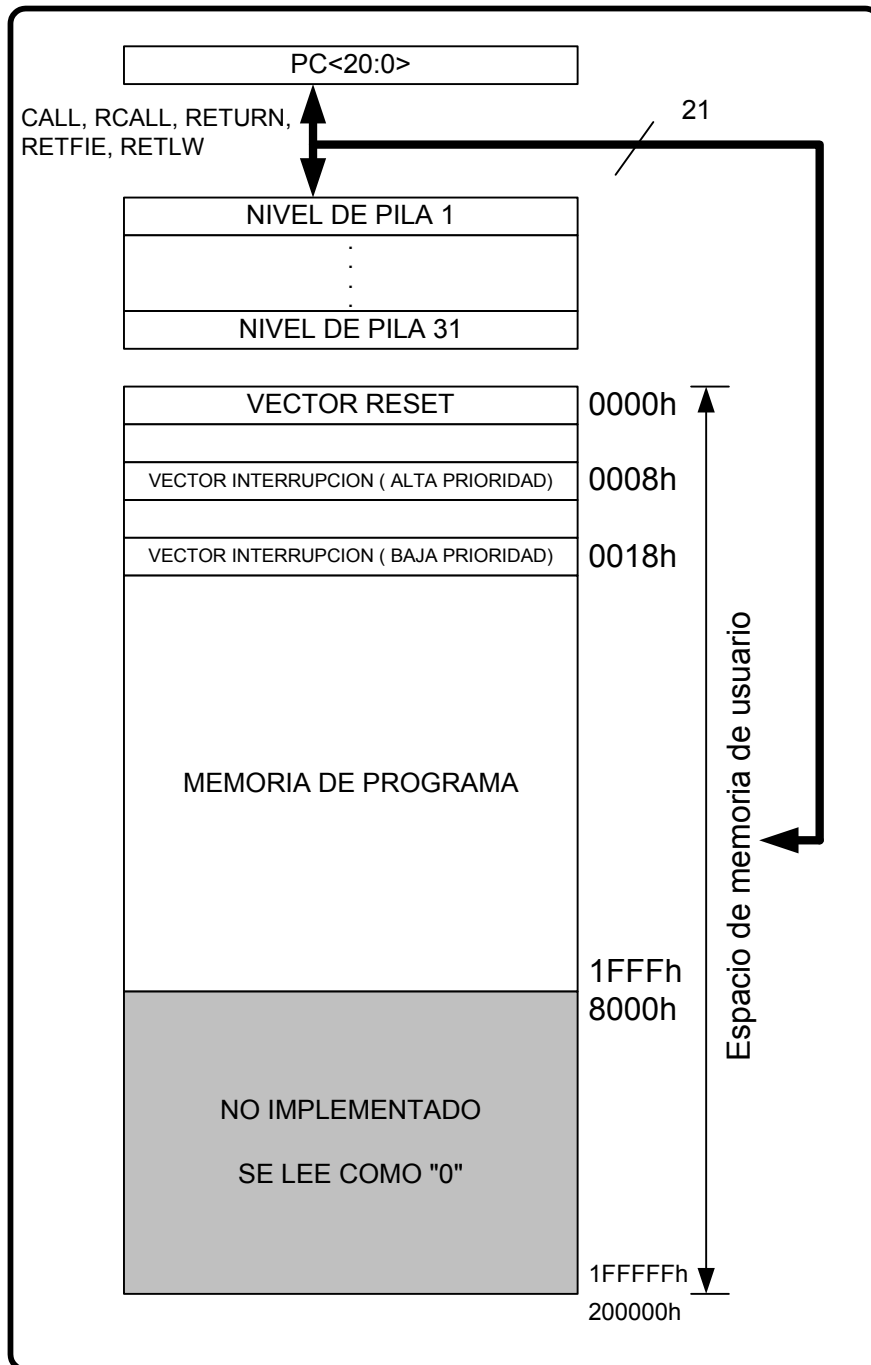 PC<20:0>
CALL, RCALL, RETURN,
RETFIE, RETLW
21
NIVEL DE PILA 1
.
.
.
.
NIVEL DE PILA 31
VECTOR RESET
0000h
VECTOR INTERRUPCION ( ALTA PRIORIDAD)
0008h
VECTOR INTERRUPCION ( BAJA PRIORIDAD)
0018h
MEMORIA DE PROGRAMA
Espacio de memoria de usuario
1FFFh
8000h
NO IMPLEMENTADO
SE LEE COMO "0"
1FFFFFh
200000h